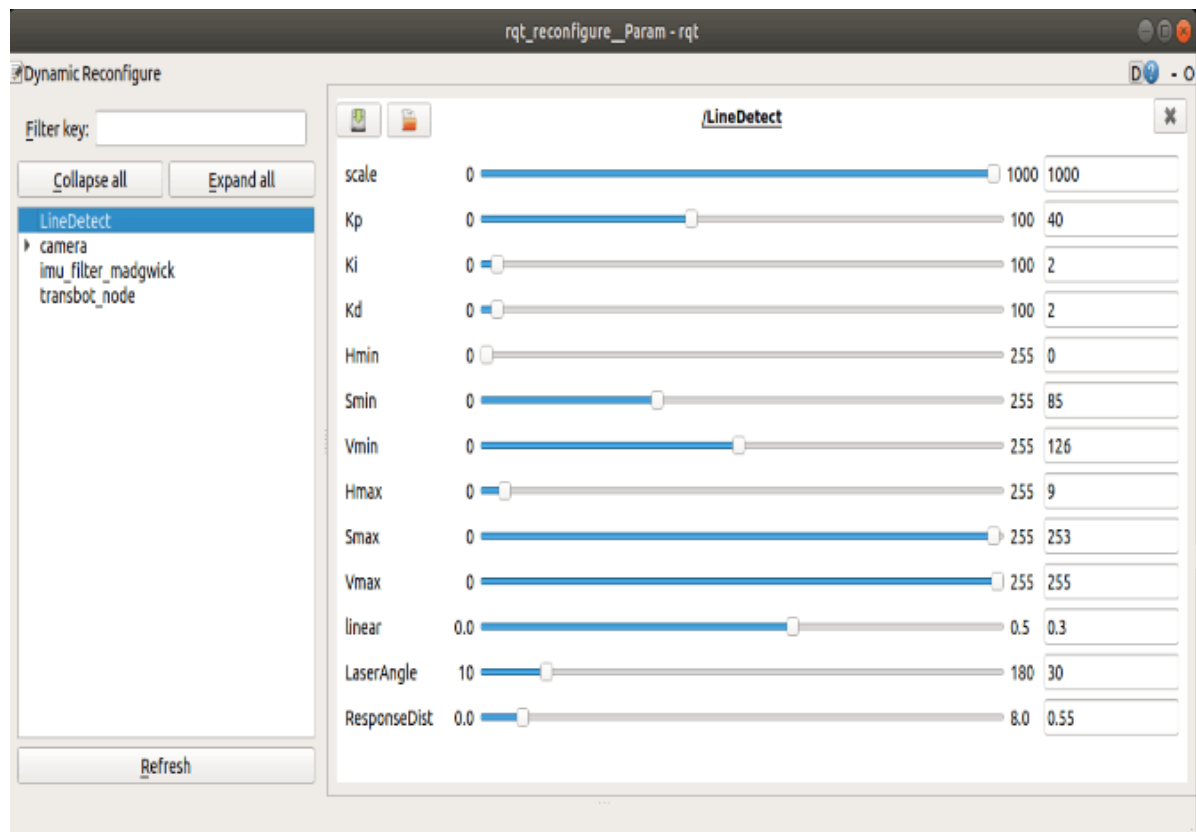 rqt_reconfigure__Param - rqt
Dynamic Reconfigure
D? - O
Filter key:
Collapse all Expand all
LineDetect
camera
imu_filter_madgwick
transbot_node
Refresh
/LineDetect
scale 0 1000 1000
Kp 0 100 40
Ki 0 100 2
Kd 0 100 2
Hmin 0 255 0
Smin 0 255 85
Vmin 0 255 126
Hmax 0 255 9
Smax 0 255 253
Vmax 0 255 255
linear 0.0 0.5 0.3
LaserAngle 10 180 30
ResponseDist 0.0 8.0 0.55